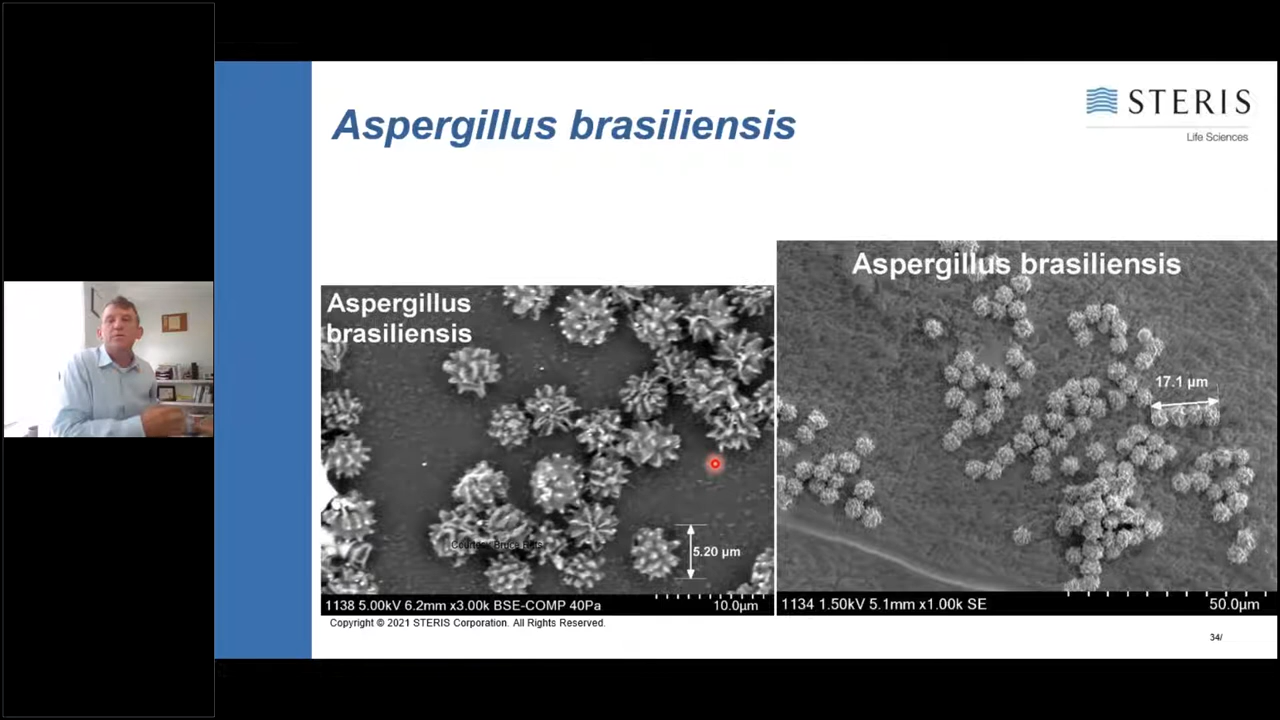 Aspergillus brasiliensis
STERIS
Life Sciences
Aspergillus
brasiliensis
5.20 µm
1138 5.00kV 6.2mm x3.00k BSE-COMP 40Pa
10.0µm
Aspergillus brasiliensis
17.1 µm
1134 1.50kV 5.1mm x1.00k SE
50.0µm
Copyright © 2021 STERIS Corporation. All Rights Reserved.
34/